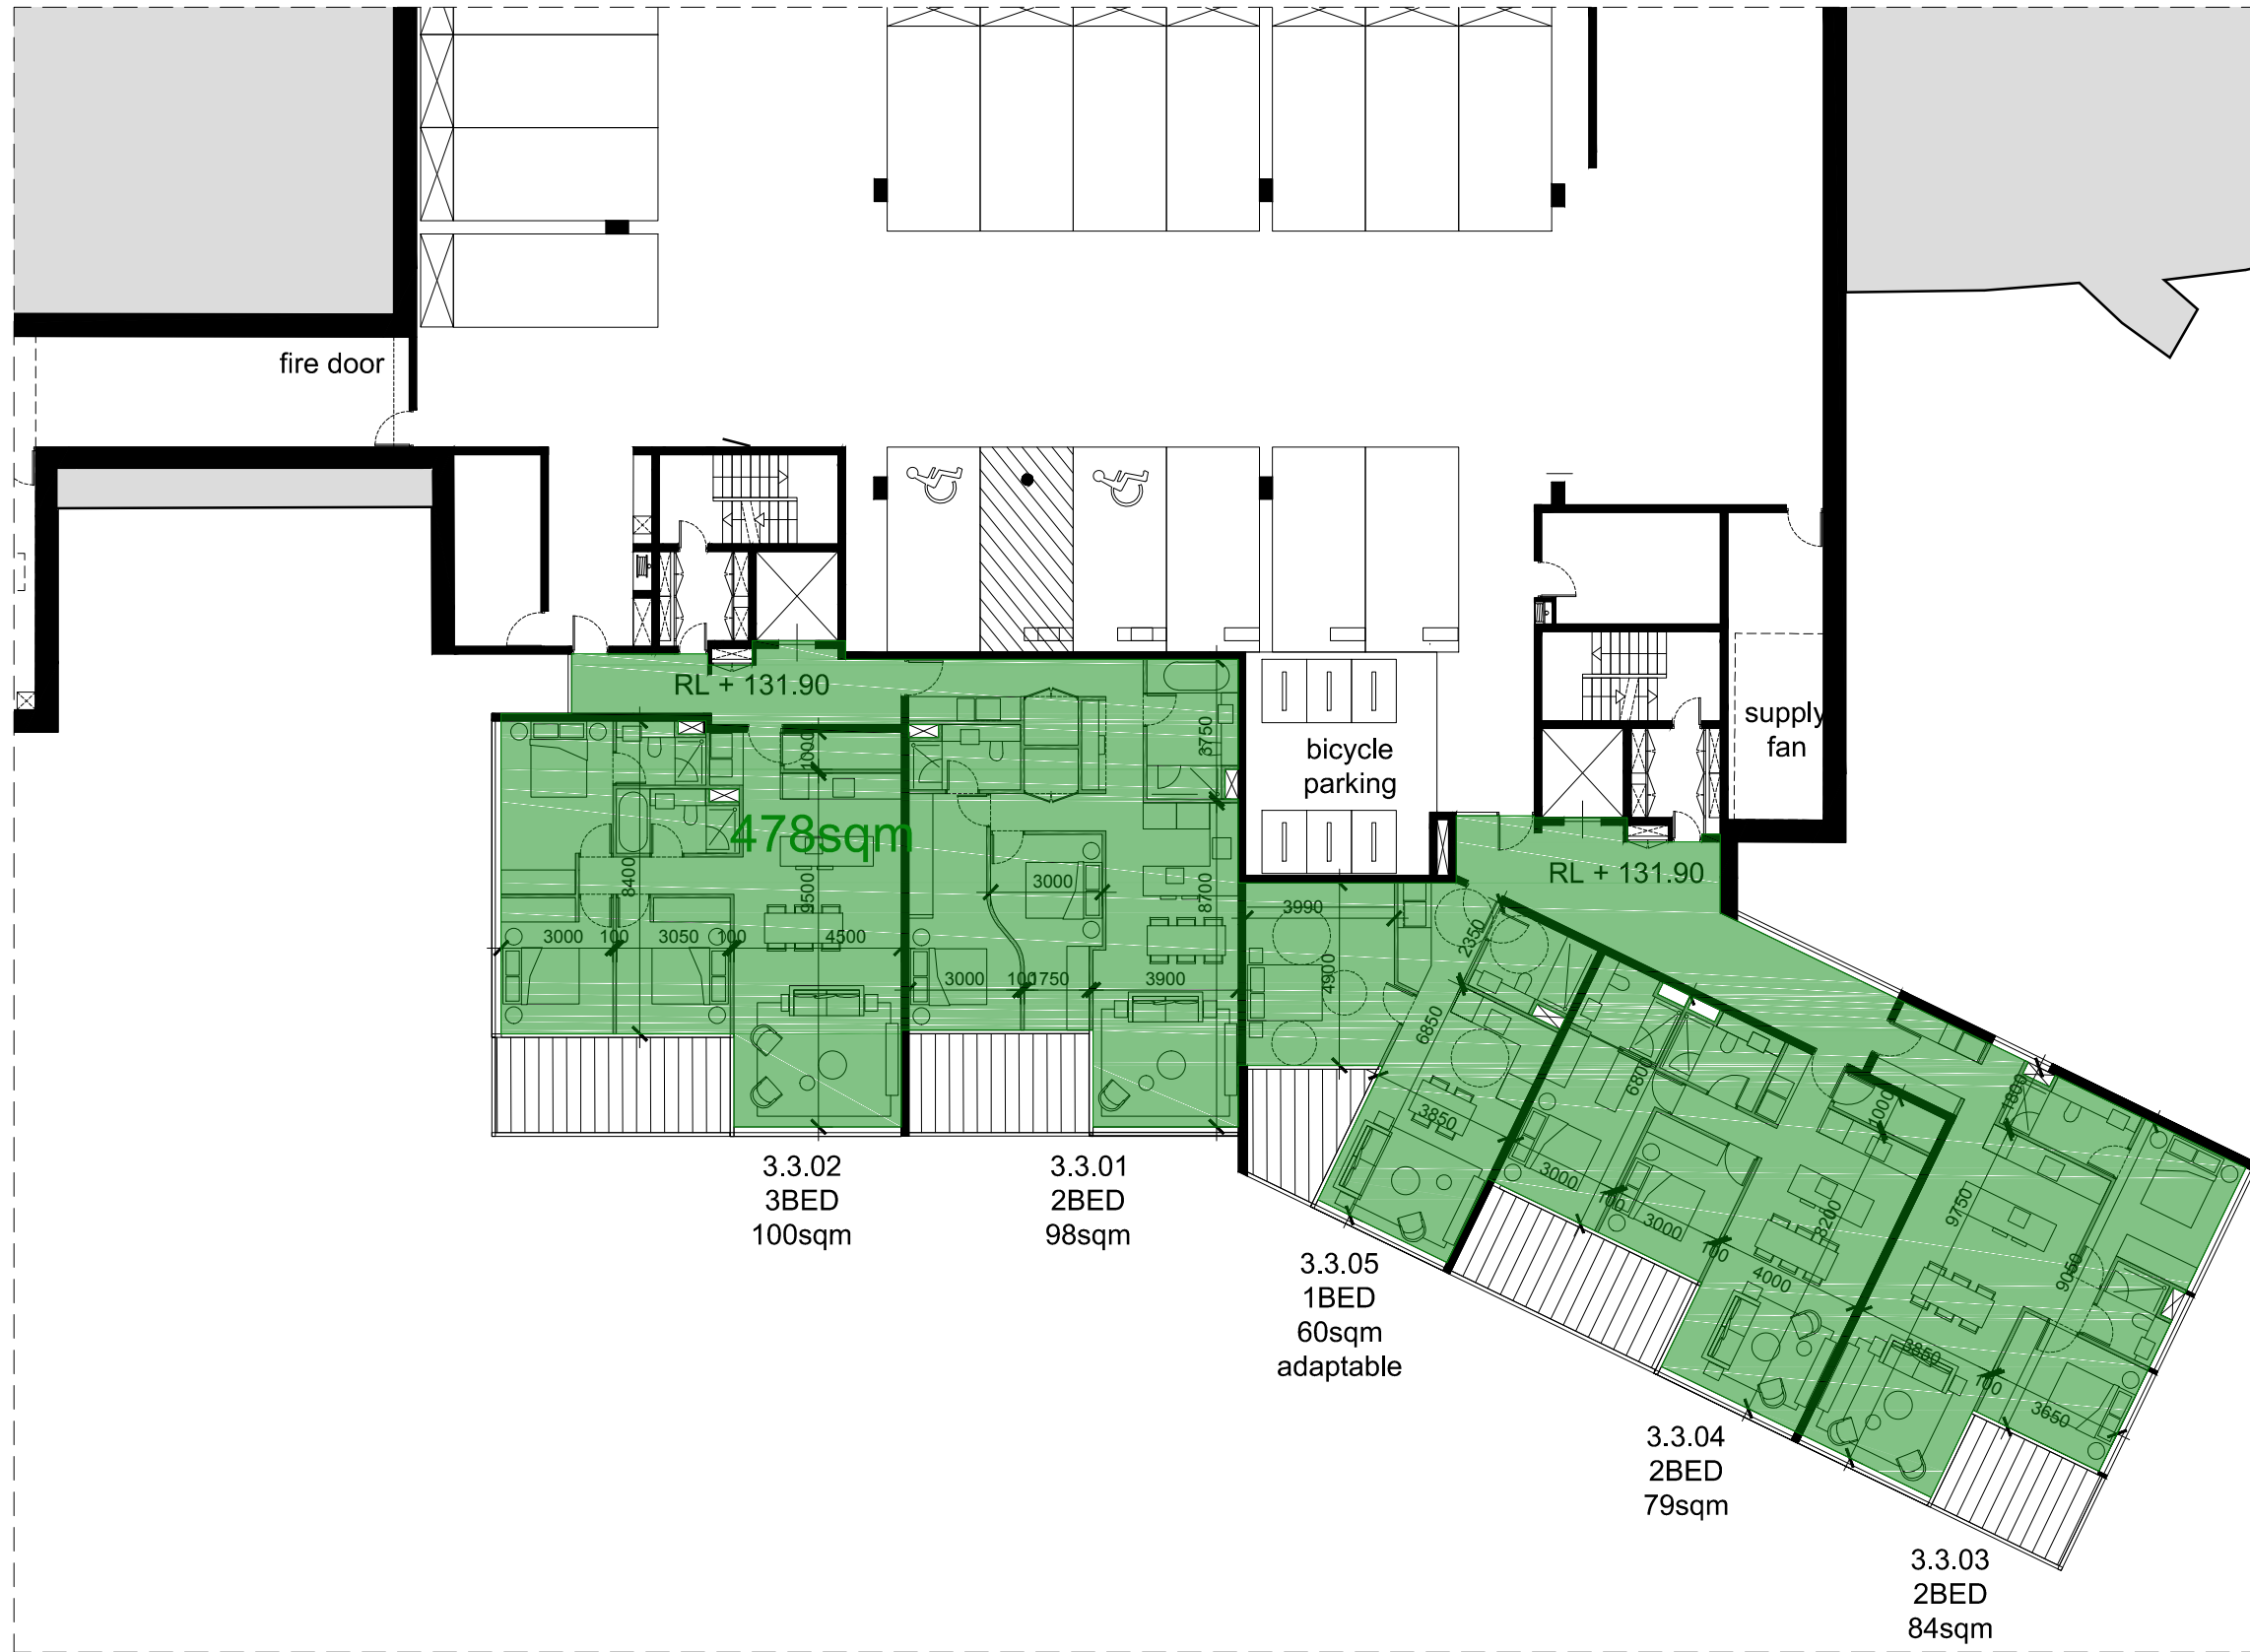 fire door
RL + 131.90
3750
1000
supply
fan
bicycle
parking
478sqm
8400
9500
3000
8700
RL + 131.90
3990
2350
4900
3000
100
3050
100
4500
3000
100
1750
3900
6850
3850
6800
1000
1800
3000
100
3000
100
8200
4000
9750
9050
3850
100
3650
3.3.02
3BED
100sqm
3.3.01
2BED
98sqm
3.3.05
1BED
60sqm
adaptable
3.3.04
2BED
79sqm
3.3.03
2BED
84sqm